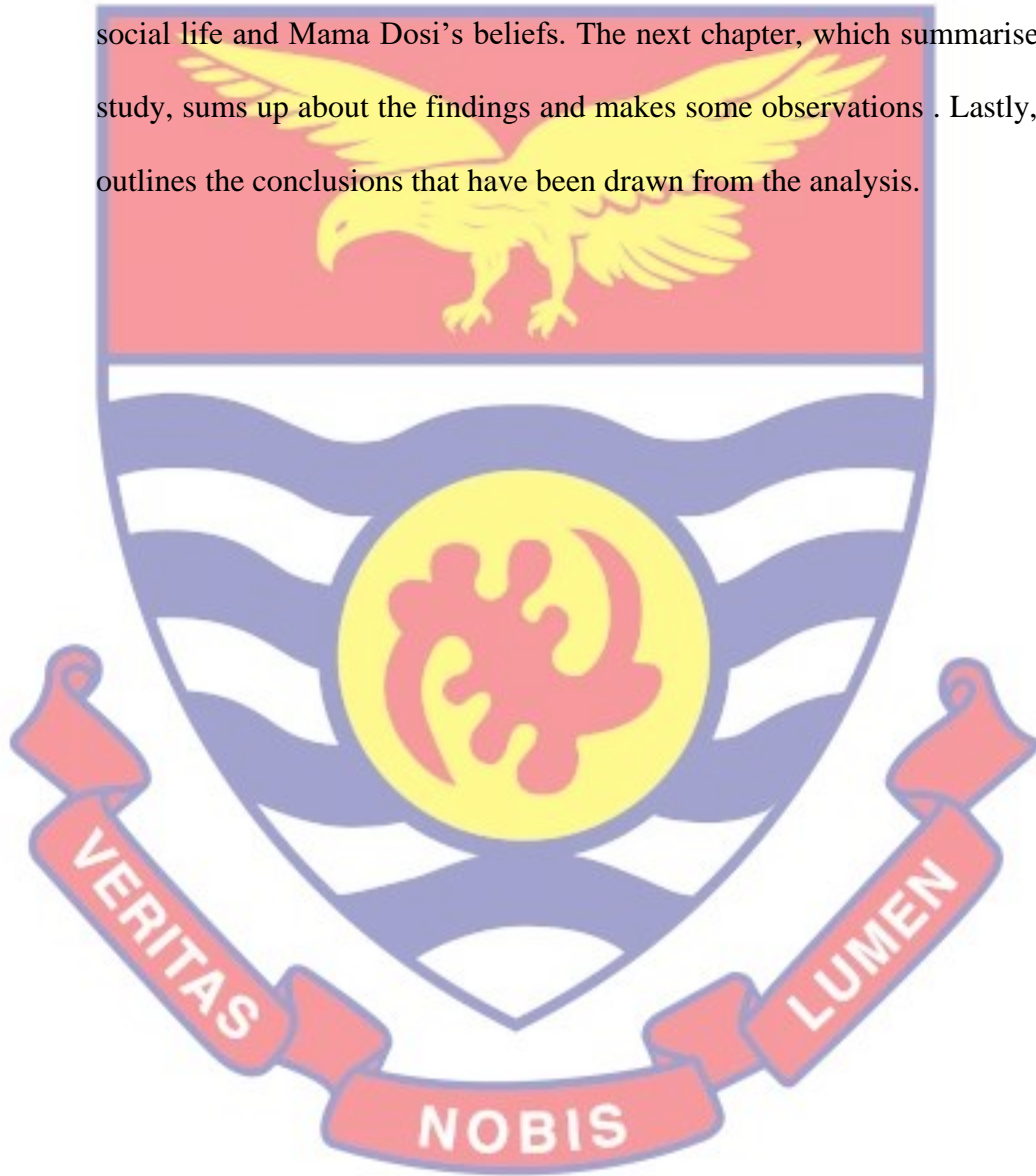 social life and Mama Dosi’s beliefs. The next chapter, which summarise
study, sums up about the findings and makes some observations . Lastly,
outlines the conclusions that have been drawn from the analysis.
VERITAS
NOBIS
LUMEN